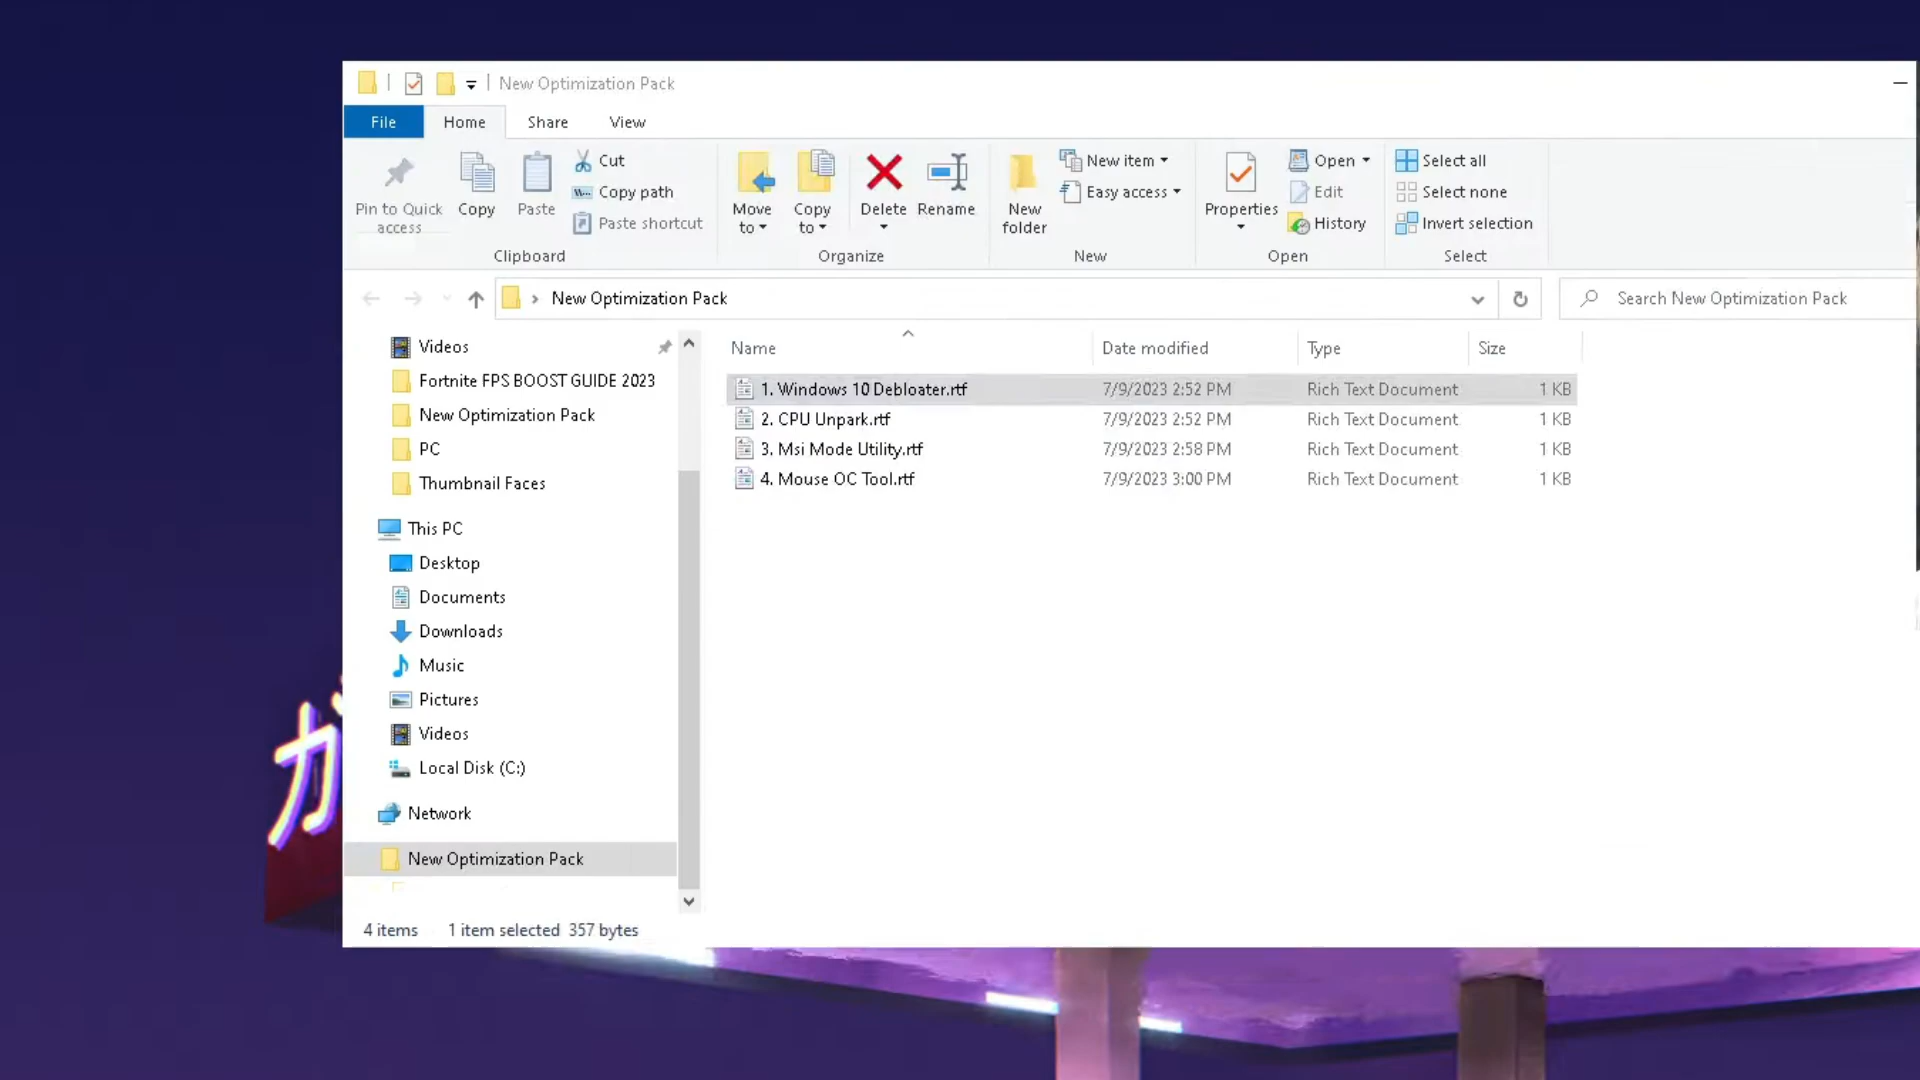 New Optimization Pack
File Home Share View
Pin to Quick access
Copy
Paste
Cut
Copy path
Paste shortcut
Clipboard
Move to
Copy to
Delete
Rename
Organize
New folder
New item
Easy access
New
Properties
Open
Edit
History
Open
Select all
Select none
Invert selection
Select
New Optimization Pack
Search New Optimization Pack
Videos
Fortnite FPS BOOST GUIDE 2023
New Optimization Pack
PC
Thumbnail Faces
This PC
Desktop
Documents
Downloads
Music
Pictures
Videos
Local Disk (C:)
Network
New Optimization Pack
Name Date modified Type Size
1. Windows 10 Debloater.rtf 7/9/2023 2:52 PM Rich Text Document 1 KB
2. CPU Unpark.rtf 7/9/2023 2:52 PM Rich Text Document 1 KB
3. Msi Mode Utility.rtf 7/9/2023 2:58 PM Rich Text Document 1 KB
4. Mouse OC Tool.rtf 7/9/2023 3:00 PM Rich Text Document 1 KB
4 items 1 item selected 357 bytes